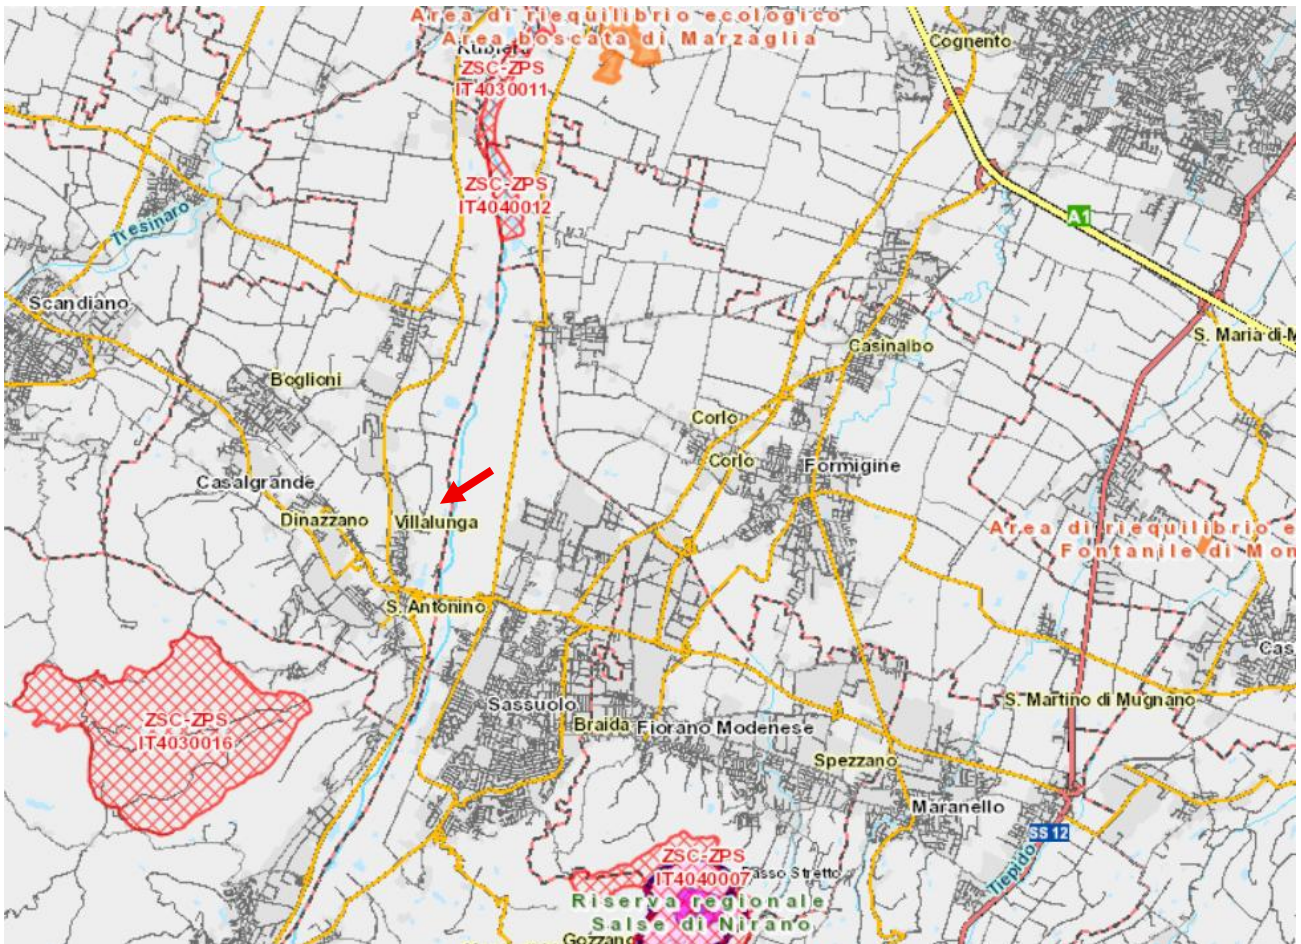 Area di riequilibrio ecologico
Area boscata di Marzaglia
Rubiera
Cognento
ZSC-ZPS
IT4030011
ZSC-ZPS
IT4040012
Tresinaro
A1
Scandiano
S. Maria di M
Casinalbo
Boglioni
Corlo
Corlo
Formigine
Casalgrande
Dinazzano
Villalunga
Area di riequilibrio e
Fontanile di Mon
S. Antonino
Cas
Sassuolo
S. Martino di Mugnano
ZSC-ZPS
IT4030016
Braida
Fiorano Modenese
Spezzano
Maranello
SS 12
ZSC-ZPS
IT4040007
asso Stretto
Tiepido
Riserva regionale
Salse di Nirano
Gozzano